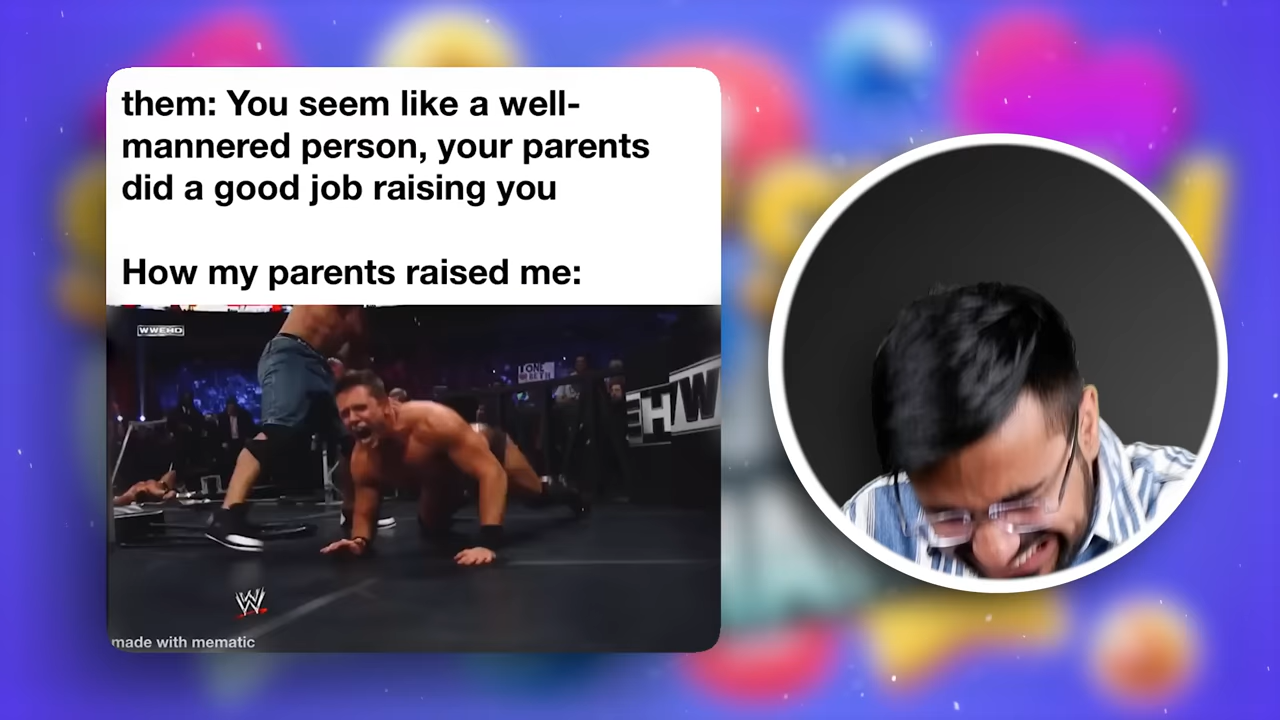 them: You seem like a well-
mannered person, your parents
did a good job raising you
How my parents raised me:
WWEHD
W
made with mematic